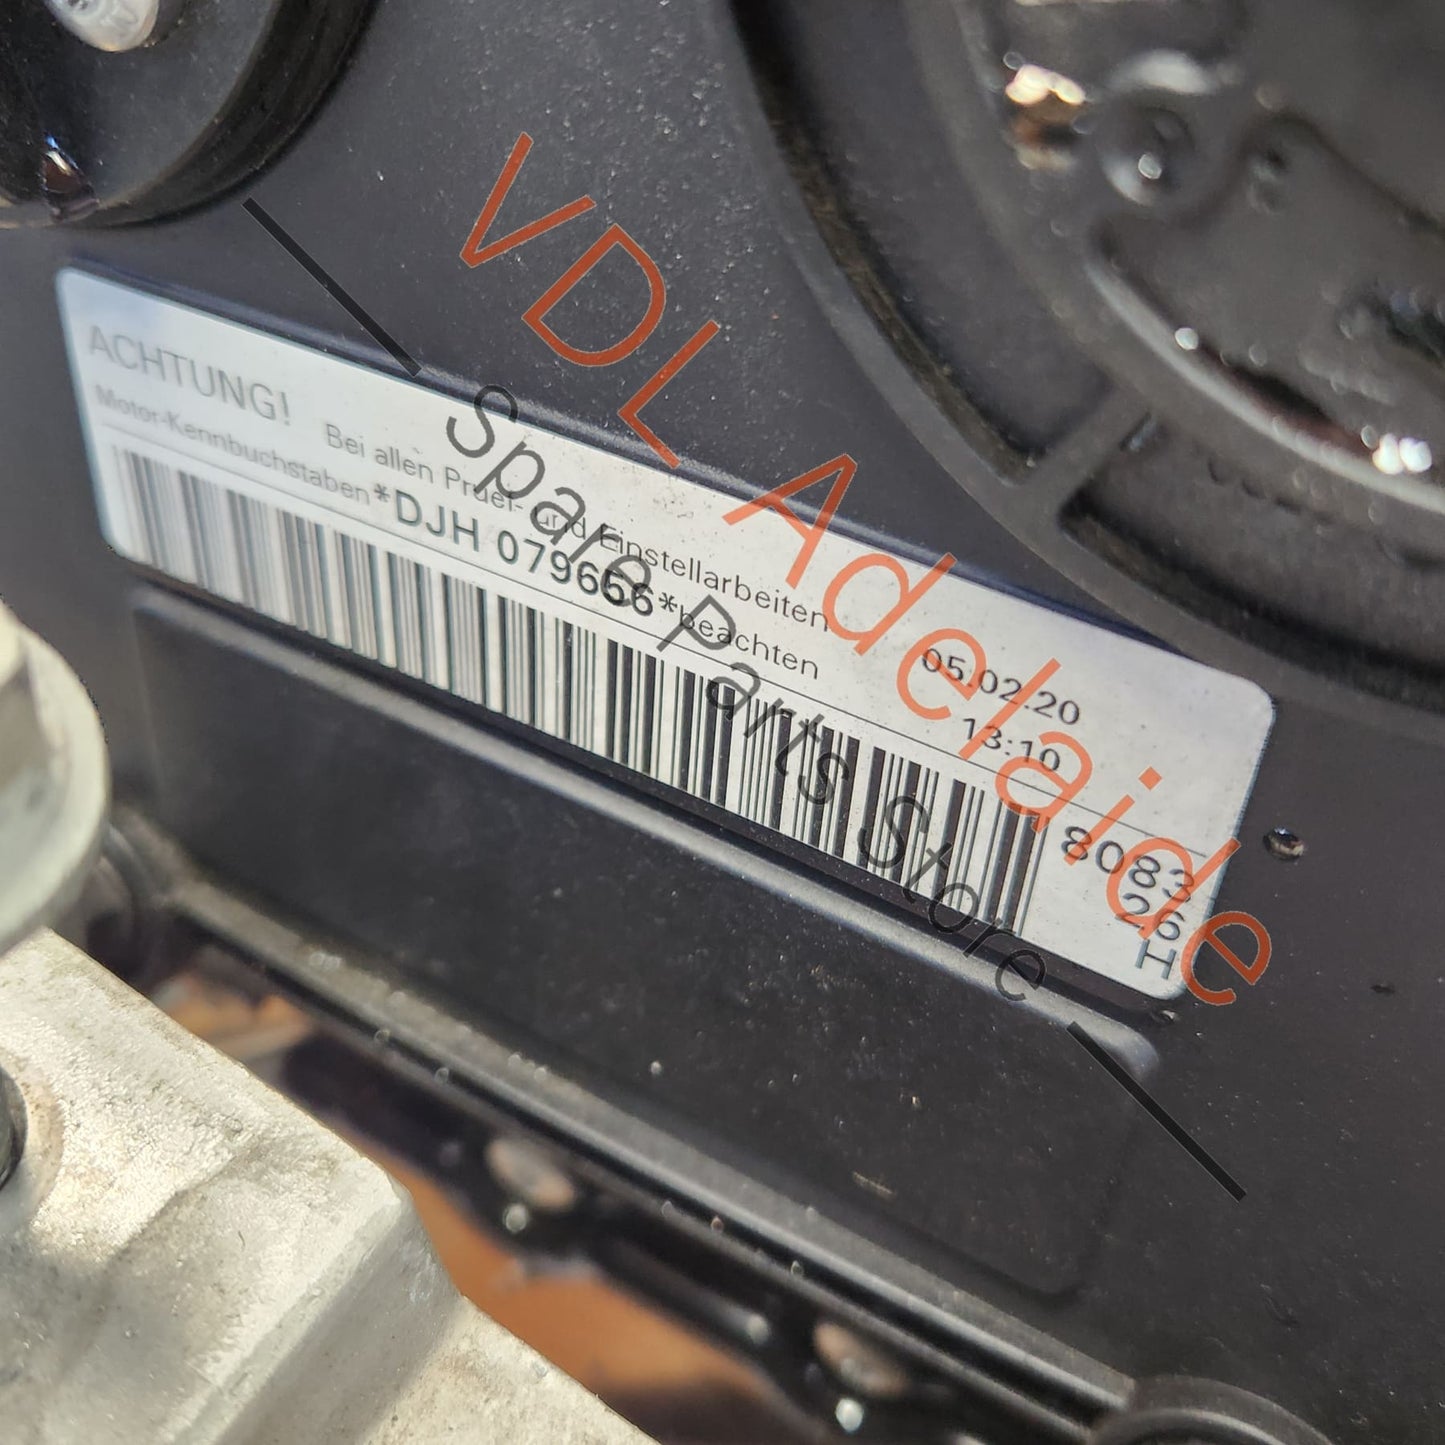 ACHTUNG! Bei allen Pruef- und Einstellarbeiten
Motor-Kennbuchstaben *DJH 079656* beachten
05.02.20
13:10
8083
26
H
VDL Adelaide
Spare Parts Store